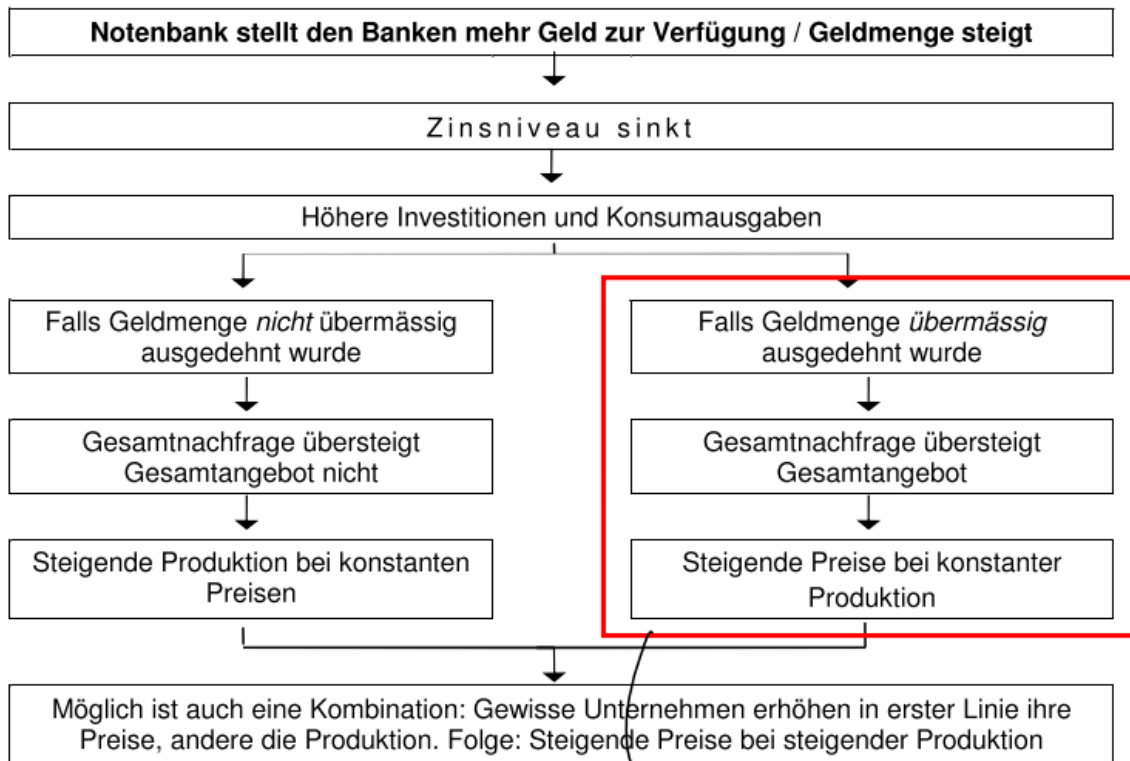 Notenbank stellt den Banken mehr Geld zur Verfügung / Geldmenge steigt
Zinsniveau sinkt
Höhere Investitionen und Konsumausgaben
Falls Geldmenge nicht übermässig
ausgedehnt wurde
Gesamtnachfrage übersteigt
Gesamtangebot nicht
Steigende Produktion bei konstanten
Preisen
Falls Geldmenge übermässig
ausgedehnt wurde
Gesamtnachfrage übersteigt
Gesamtangebot
Steigende Preise bei konstanter
Produktion
Möglich ist auch eine Kombination: Gewisse Unternehmen erhöhen in erster Linie ihre
Preise, andere die Produktion. Folge: Steigende Preise bei steigender Produktion